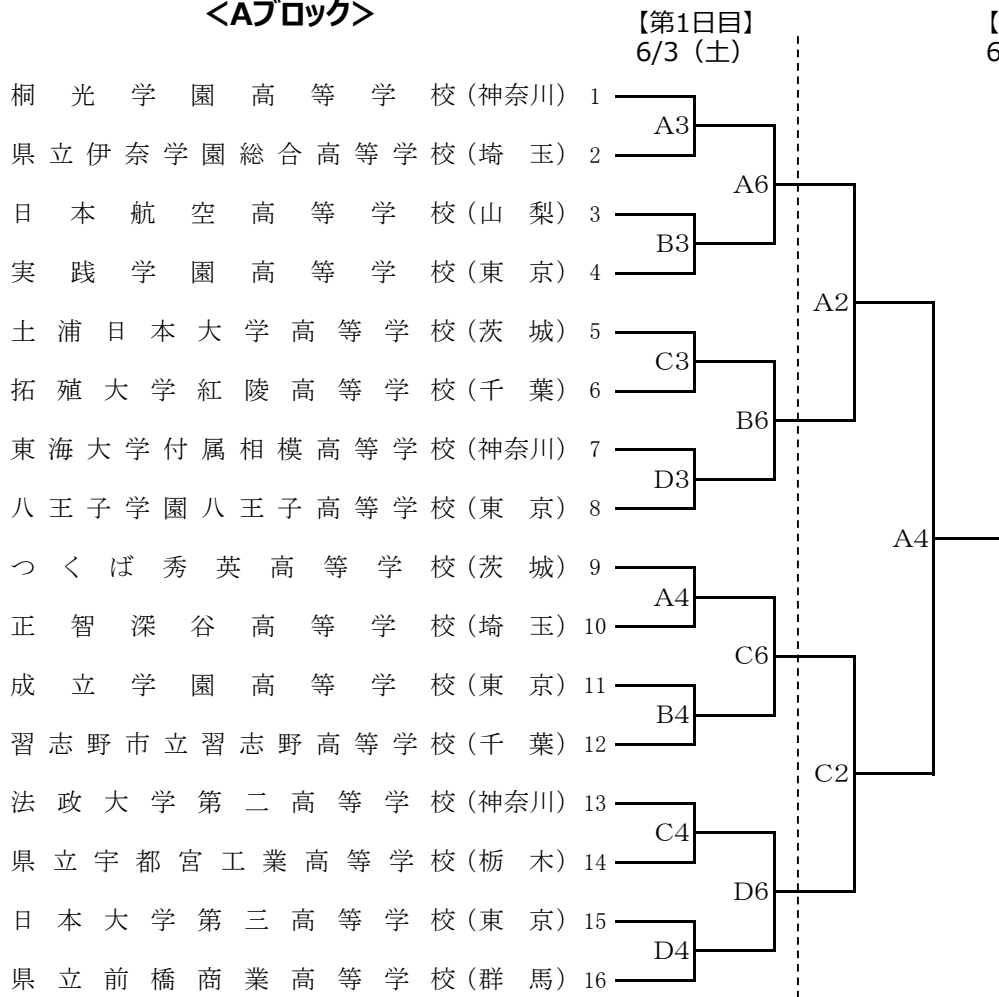 <Aブロック>
【第1日目】
6/3（土）
【
6
桐光学園高等学校(神奈川) 1
A3
県立伊奈学園総合高等学校(埼玉) 2
A6
日本航空高等学校(山梨) 3
B3
実践学園高等学校(東京) 4
A2
土浦日本大学高等学校(茨城) 5
C3
拓殖大学紅陵高等学校(千葉) 6
B6
東海大学付属相模高等学校(神奈川) 7
D3
八王子学園八王子高等学校(東京) 8
A4
つくば秀英高等学校(茨城) 9
A4
正智深谷高等学校(埼玉) 10
C6
成立学園高等学校(東京) 11
B4
習志野市立習志野高等学校(千葉) 12
C2
法政大学第二高等学校(神奈川) 13
C4
県立宇都宮工業高等学校(栃木) 14
D6
日本大学第三高等学校(東京) 15
D4
県立前橋商業高等学校(群馬) 16